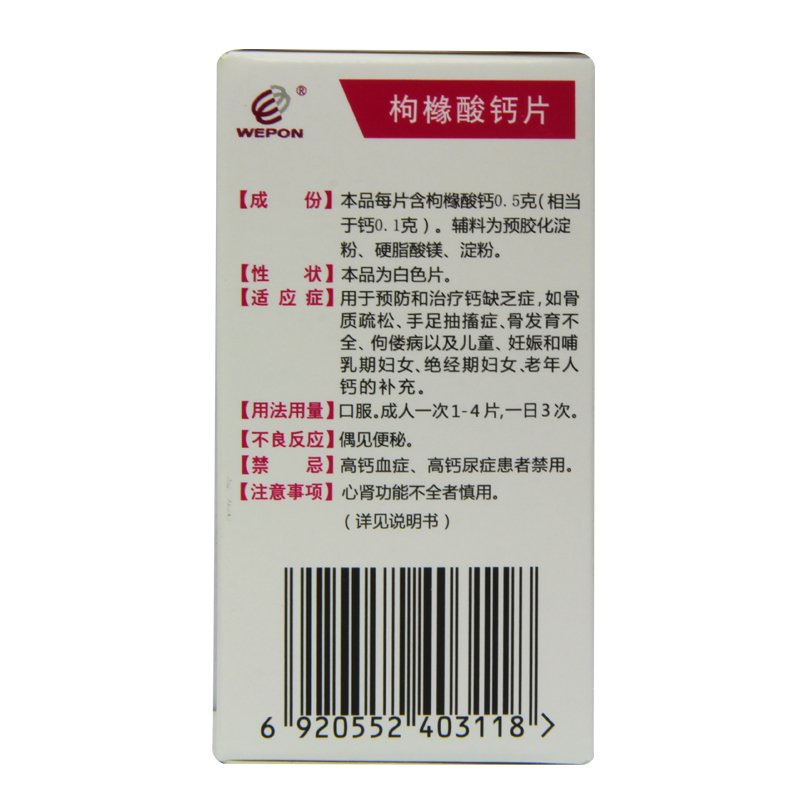 WEPON®
枸橼酸钙片
【成 份】本品每片含枸橼酸钙0.5克(相当
于钙0.1克)。辅料为预胶化淀
粉、硬脂酸镁、淀粉。
【性 状】本品为白色片。
【适应症】用于预防和治疗钙缺乏症,如骨
质疏松、手足抽搐症、骨发育不
全、佝偻病以及儿童、妊娠和哺
乳期妇女、绝经期妇女、老年人
钙的补充。
【用法用量】口服。成人一次1-4片,一日3次。
【不良反应】偶见便秘。
【禁 忌】高钙血症、高钙尿症患者禁用。
【注意事项】心肾功能不全者慎用。
(详见说明书)
6 920552 403118 >